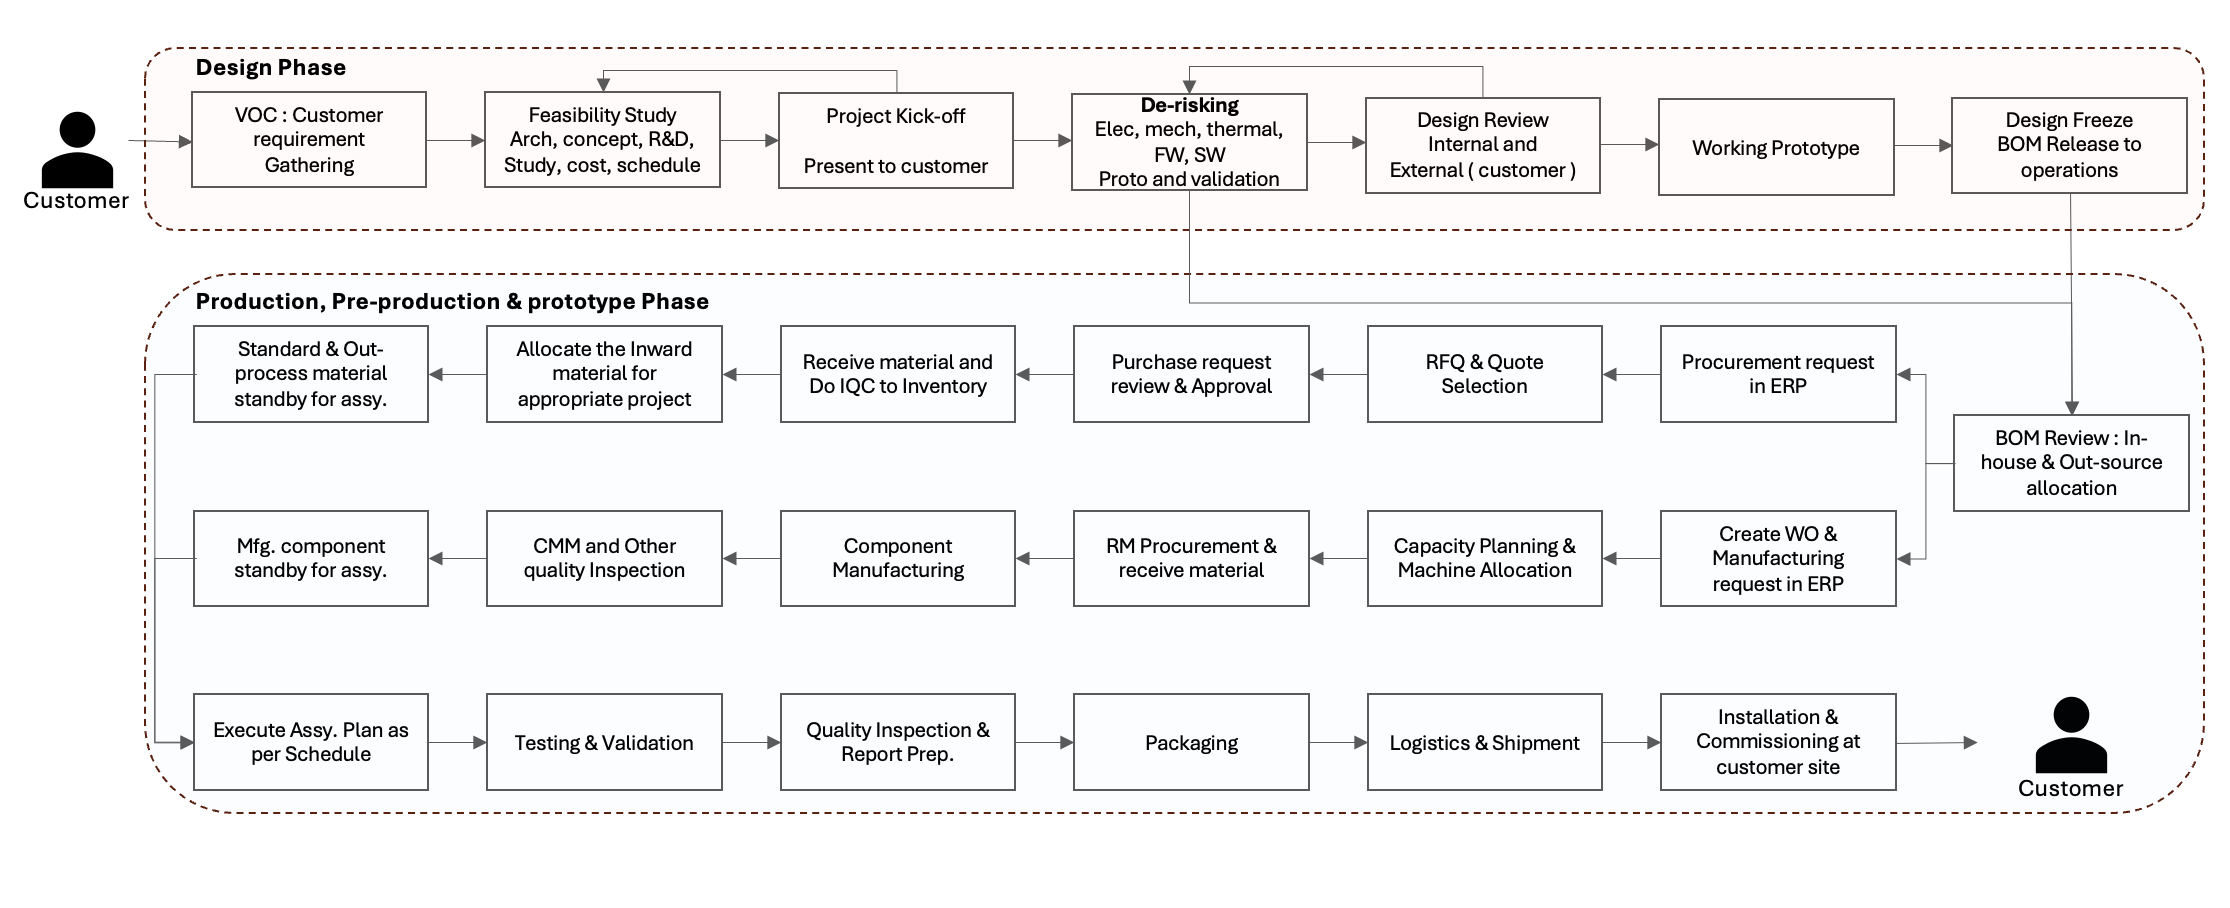 Design Phase
VOC : Customer
requirement
Gathering
Feasibility Study
Arch, concept, R&D,
Study, cost, schedule
Project Kick-off
Present to customer
De-risking
Elec, mech, thermal,
FW, SW
Proto and validation
Design Review
Internal and
External ( customer )
Working Prototype
Design Freeze
BOM Release to
operations
Customer
Production, Pre-production & prototype Phase
Standard & Out-
process material
standby for assy.
Allocate the Inward
material for
appropriate project
Receive material and
Do IQC to Inventory
Purchase request
review & Approval
RFQ & Quote
Selection
Procurement request
in ERP
BOM Review : In-
house & Out-source
allocation
Mfg. component
standby for assy.
CMM and Other
quality Inspection
Component
Manufacturing
RM Procurement &
receive material
Capacity Planning &
Machine Allocation
Create WO &
Manufacturing
request in ERP
Execute Assy. Plan as
per Schedule
Testing & Validation
Quality Inspection &
Report Prep.
Packaging
Logistics & Shipment
Installation &
Commissioning at
customer site
Customer